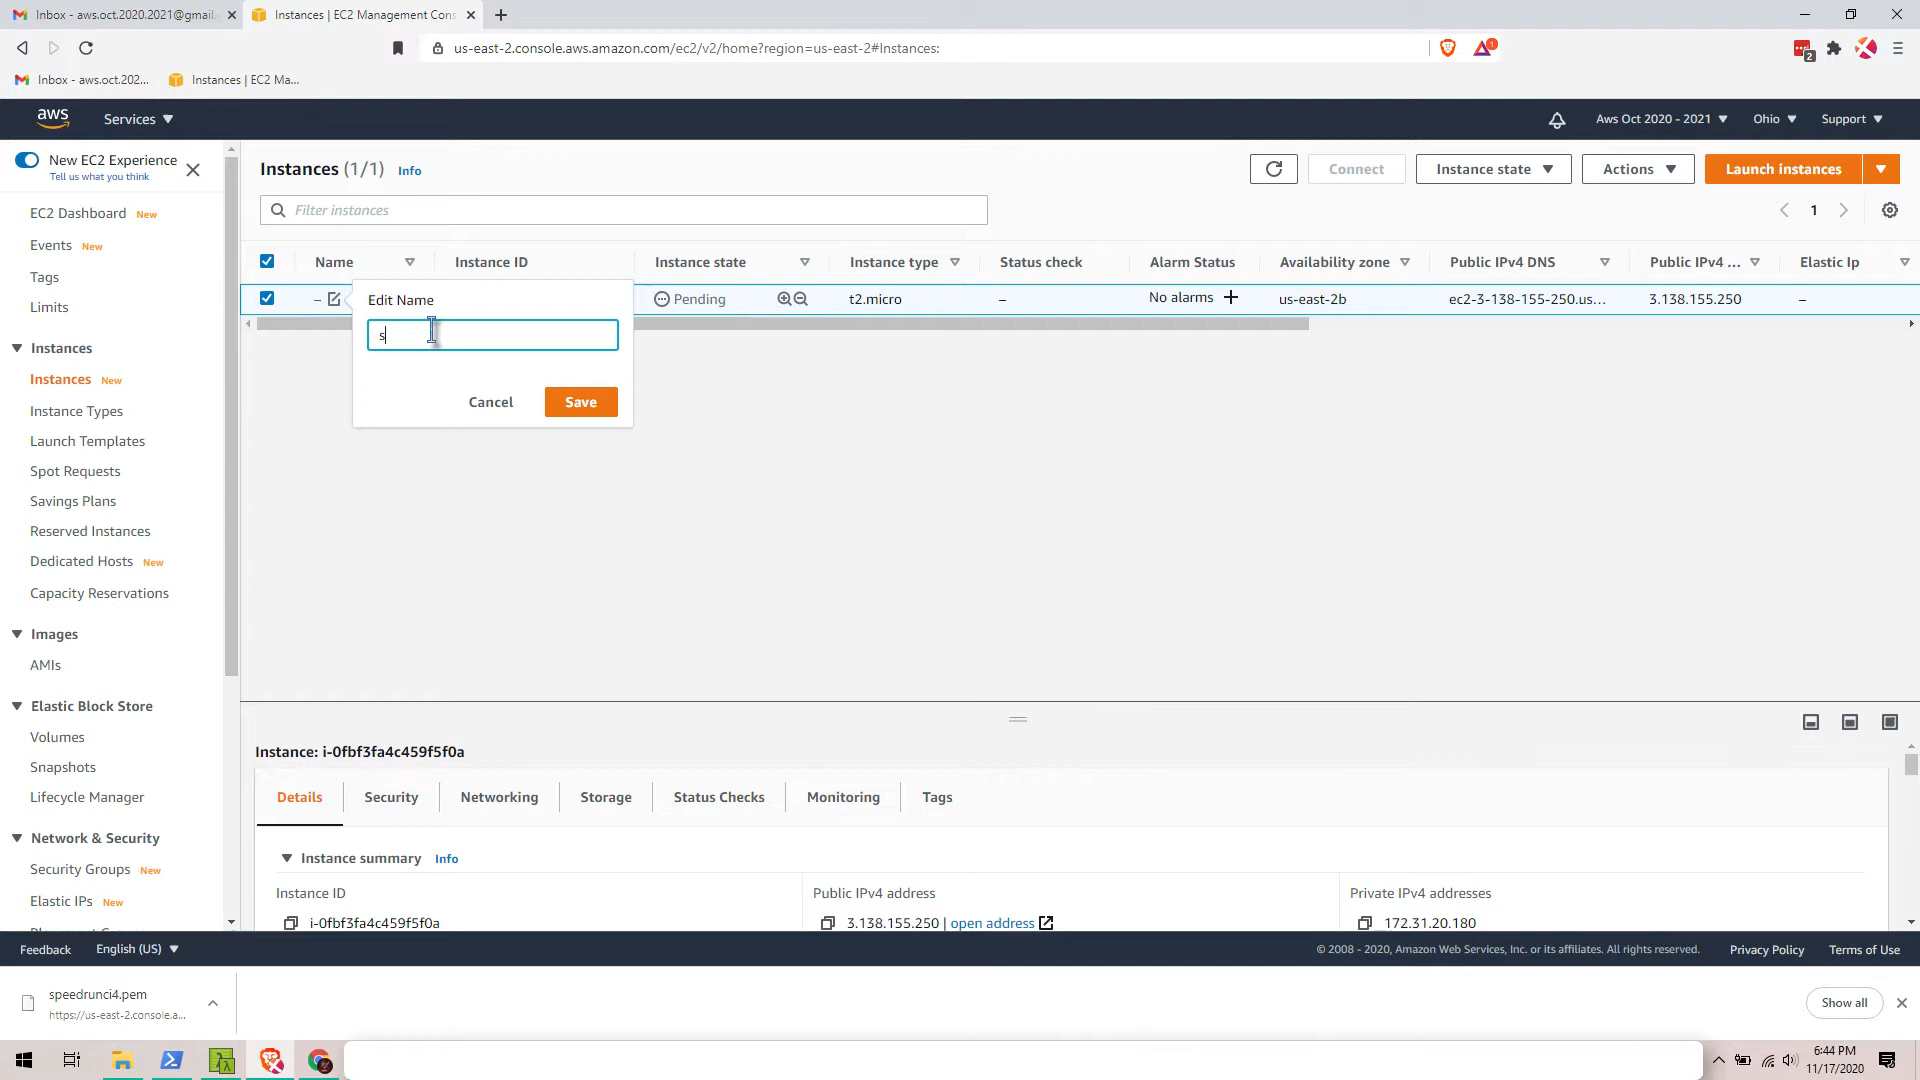 Inbox - aws.oct.2020.2021@gmail.
Instances | EC2 Management Cons
us-east-2.console.aws.amazon.com/ec2/v2/home?region=us-east-2#Instances:
1
2
Inbox - aws.oct.202...
Instances | EC2 Ma...
aws
Services
Aws Oct 2020 - 2021
Ohio
Support
New EC2 Experience
Tell us what you think
EC2 Dashboard New
Events New
Tags
Limits
Instances
Instances New
Instance Types
Launch Templates
Spot Requests
Savings Plans
Reserved Instances
Dedicated Hosts New
Capacity Reservations
Images
AMIs
Elastic Block Store
Volumes
Snapshots
Lifecycle Manager
Network & Security
Security Groups New
Elastic IPs New
Instances (1/1) Info
Connect
Instance state
Actions
Launch instances
Filter instances
1
Name
Instance ID
Instance state
Instance type
Status check
Alarm Status
Availability zone
Public IPv4 DNS
Public IPv4 ...
Elastic Ip
–
Pending
t2.micro
–
No alarms
us-east-2b
ec2-3-138-155-250.us...
3.138.155.250
–
Edit Name
s
Cancel
Save
Instance: i-0fbf3fa4c459f5f0a
Details
Security
Networking
Storage
Status Checks
Monitoring
Tags
Instance summary Info
Instance ID
Public IPv4 address
Private IPv4 addresses
i-0fbf3fa4c459f5f0a
3.138.155.250 | open address
172.31.20.180
Feedback
English (US)
© 2008 - 2020, Amazon Web Services, Inc. or its affiliates. All rights reserved.
Privacy Policy
Terms of Use
speedrunci4.pem
https://us-east-2.console.a...
Show all
6:44 PM
11/17/2020